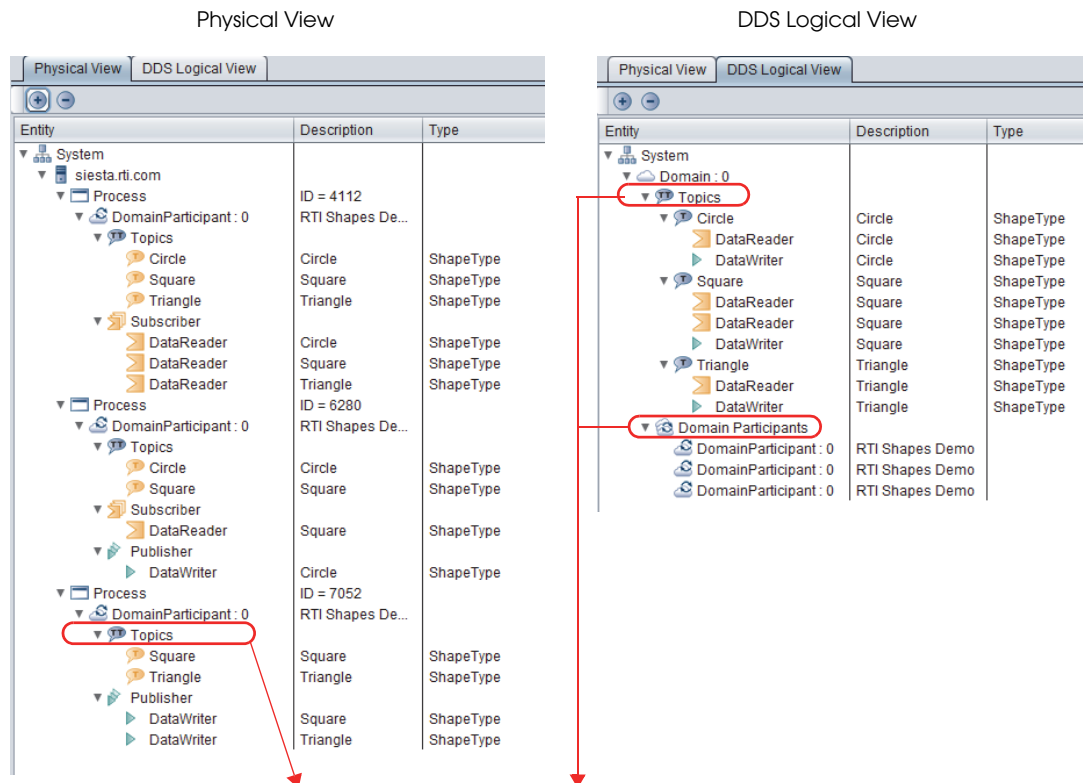 Physical View
DDS Logical View
Physical View DDS Logical View
Entity Description Type
System
siesta.rti.com
Process ID = 4112
DomainParticipant : 0 RTI Shapes De...
Topics
Circle Circle ShapeType
Square Square ShapeType
Triangle Triangle ShapeType
Subscriber
DataReader Circle ShapeType
DataReader Square ShapeType
DataReader Triangle ShapeType
Process ID = 6280
DomainParticipant : 0 RTI Shapes De...
Topics
Circle Circle ShapeType
Square Square ShapeType
Subscriber
DataReader Square ShapeType
Publisher
DataWriter Circle ShapeType
Process ID = 7052
DomainParticipant : 0 RTI Shapes De...
Topics
Square Square ShapeType
Triangle Triangle ShapeType
Publisher
DataWriter Square ShapeType
DataWriter Triangle ShapeType
Physical View DDS Logical View
Entity Description Type
System
Domain : 0
Topics
Circle Circle ShapeType
DataReader Circle ShapeType
DataWriter Circle ShapeType
Square Square ShapeType
DataReader Square ShapeType
DataReader Square ShapeType
DataWriter Square ShapeType
Triangle Triangle ShapeType
DataReader Triangle ShapeType
DataWriter Triangle ShapeType
Domain Participants
DomainParticipant : 0 RTI Shapes Demo
DomainParticipant : 0 RTI Shapes Demo
DomainParticipant : 0 RTI Shapes Demo